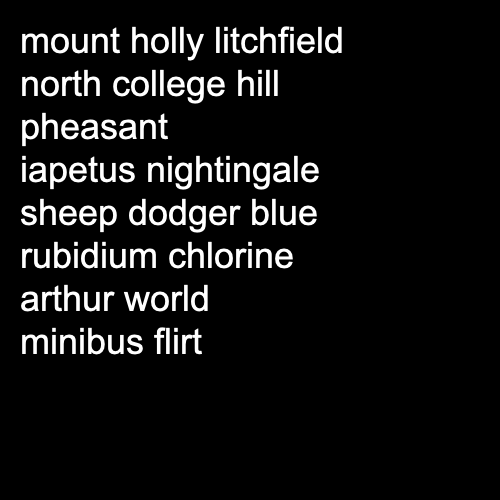 mount holly litchfield
north college hill
pheasant
iapetus nightingale
sheep dodger blue
rubidium chlorine
arthur world
minibus flirt